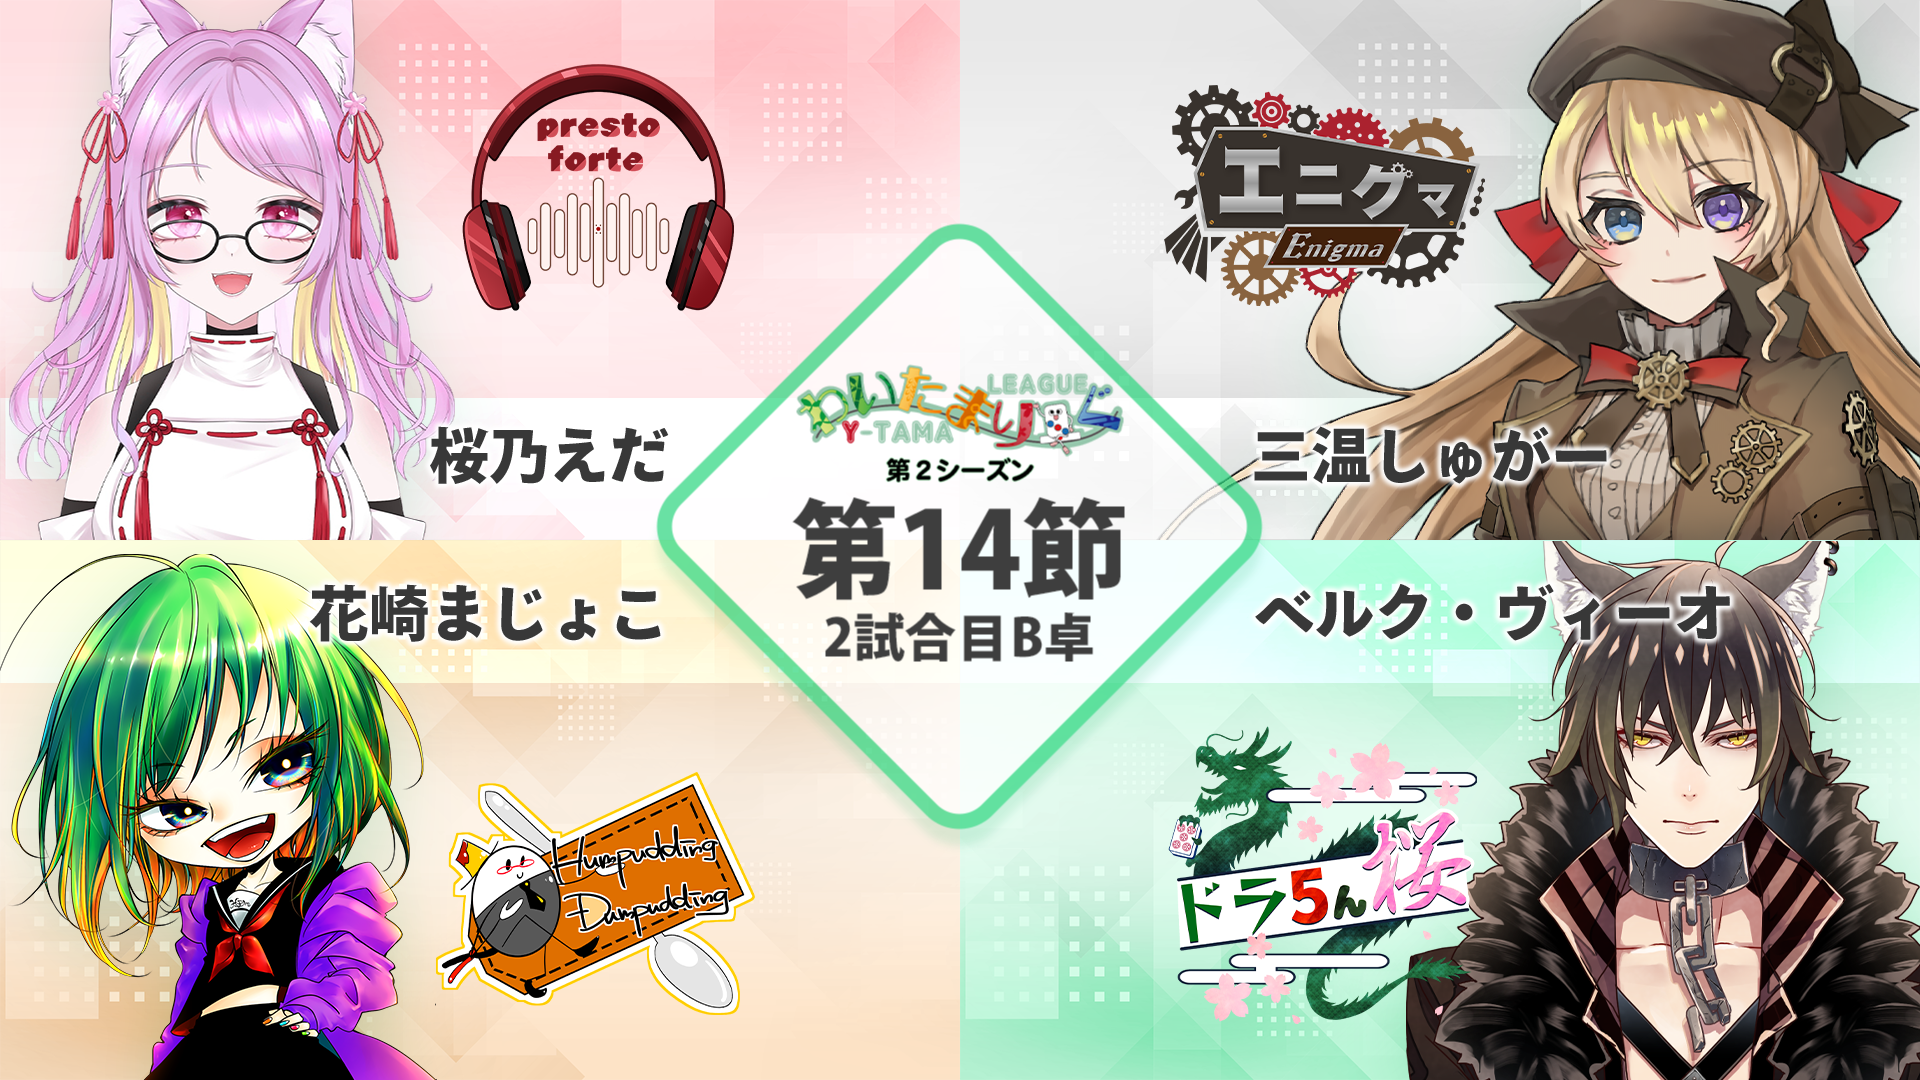 presto
forte
桜乃えだ
エニグマ
Enigma
三温しゅがー
わいたまりーぐ
LEAGUE
Y-TAMA
第2シーズン
第14節
2試合目B卓
花崎まじょこ
Humpudding
Dumpudding
ベルク・ヴィーオ
ドラ5ん桜